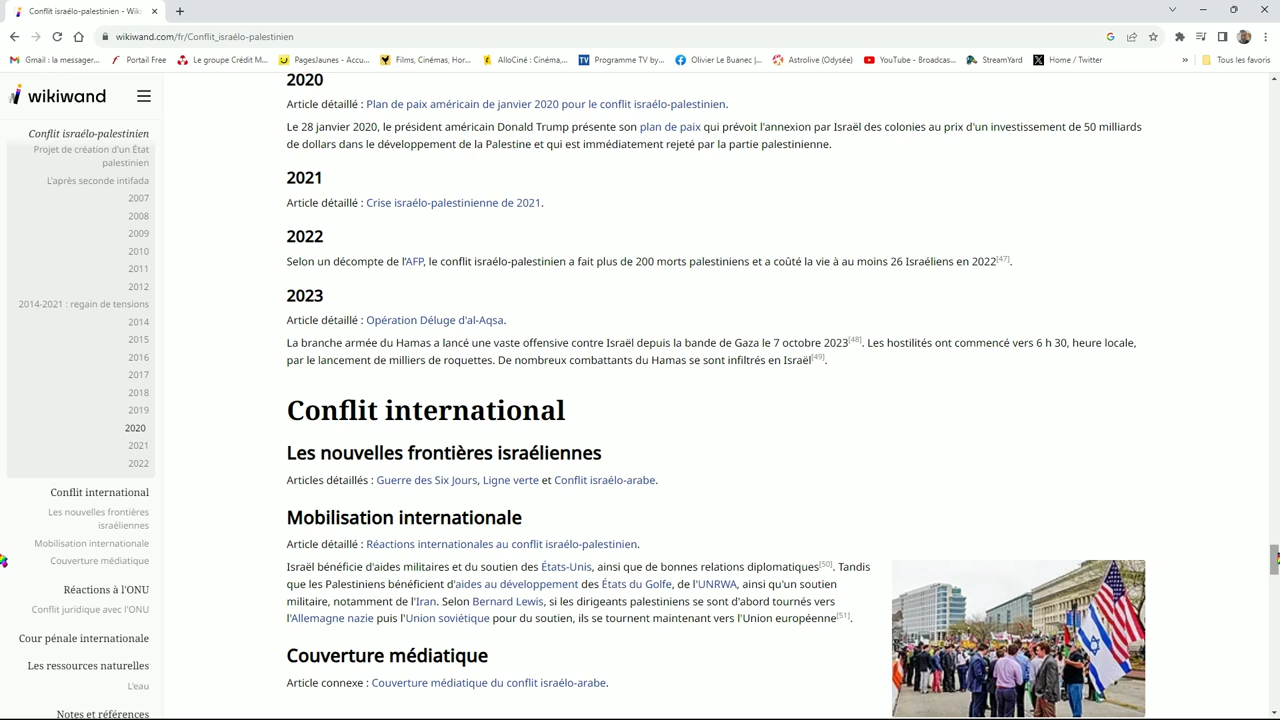 Conflit israélo-palestinien - Wiki
wikiwand.com/fr/Conflit_israélo-palestinien
Gmail : la messager... Portail Free Le groupe Crédit M... PagesJaunes - Accu... Films, Cinémas, Hor... AlloCiné : Cinéma,... Programme TV by... Olivier Le Buanec |... Astrolive (Odysée) YouTube - Broadcas... StreamYard Home / Twitter » Tous les favoris
wikiwand
Conflit israélo-palestinien
Projet de création d'un État
palestinien
L'après seconde intifada
2007
2008
2009
2010
2011
2012
2014-2021 : regain de tensions
2014
2015
2016
2017
2018
2019
2020
2021
2022
Conflit international
Les nouvelles frontières
israéliennes
Mobilisation internationale
Couverture médiatique
Réactions à l'ONU
Conflit juridique avec l'ONU
Cour pénale internationale
Les ressources naturelles
L'eau
Notes et références
2020
Article détaillé : Plan de paix américain de janvier 2020 pour le conflit israélo-palestinien.
Le 28 janvier 2020, le président américain Donald Trump présente son plan de paix qui prévoit l'annexion par Israël des colonies au prix d'un investissement de 50 milliards
de dollars dans le développement de la Palestine et qui est immédiatement rejeté par la partie palestinienne.
2021
Article détaillé : Crise israélo-palestinienne de 2021.
2022
Selon un décompte de l'AFP, le conflit israélo-palestinien a fait plus de 200 morts palestiniens et a coûté la vie à au moins 26 Israéliens en 2022[47].
2023
Article détaillé : Opération Déluge d'al-Aqsa.
La branche armée du Hamas a lancé une vaste offensive contre Israël depuis la bande de Gaza le 7 octobre 2023[48]. Les hostilités ont commencé vers 6 h 30, heure locale,
par le lancement de milliers de roquettes. De nombreux combattants du Hamas se sont infiltrés en Israël[49].
Conflit international
Les nouvelles frontières israéliennes
Articles détaillés : Guerre des Six Jours, Ligne verte et Conflit israélo-arabe.
Mobilisation internationale
Article détaillé : Réactions internationales au conflit israélo-palestinien.
Israël bénéficie d'aides militaires et du soutien des États-Unis, ainsi que de bonnes relations diplomatiques[50]. Tandis
que les Palestiniens bénéficient d'aides au développement des États du Golfe, de l'UNRWA, ainsi qu'un soutien
militaire, notamment de l'Iran. Selon Bernard Lewis, si les dirigeants palestiniens se sont d'abord tournés vers
l'Allemagne nazie puis l'Union soviétique pour du soutien, ils se tournent maintenant vers l'Union européenne[51].
Couverture médiatique
Article connexe : Couverture médiatique du conflit israélo-arabe.